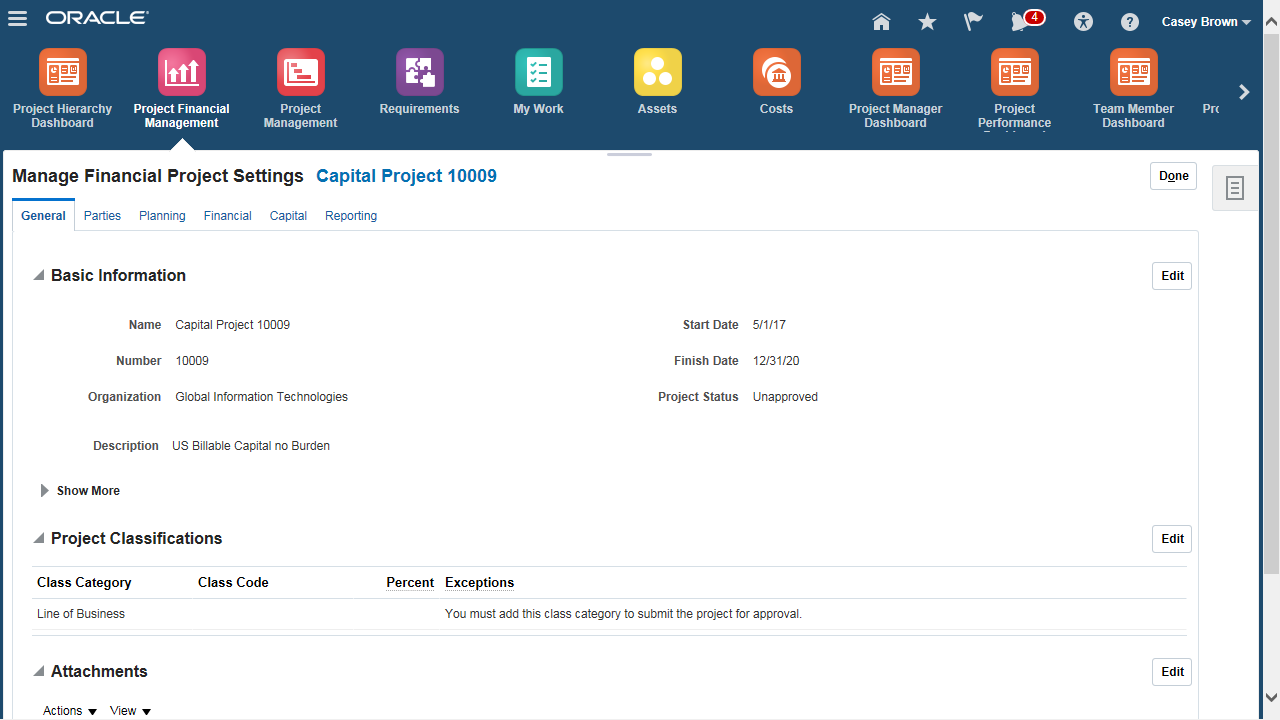 ORACLE
4
?
Casey Brown
Project Hierarchy
Dashboard
Project Financial
Management
Project
Management
Requirements
My Work
Assets
Costs
Project Manager
Dashboard
Project
Performance
Team Member
Dashboard
Manage Financial Project Settings Capital Project 10009
Done
General Parties Planning Financial Capital Reporting
Basic Information
Edit
Name Capital Project 10009
Start Date 5/1/17
Number 10009
Finish Date 12/31/20
Organization Global Information Technologies
Project Status Unapproved
Description US Billable Capital no Burden
Show More
Project Classifications
Edit
Class Category Class Code Percent Exceptions
Line of Business You must add this class category to submit the project for approval.
Attachments
Edit
Actions View